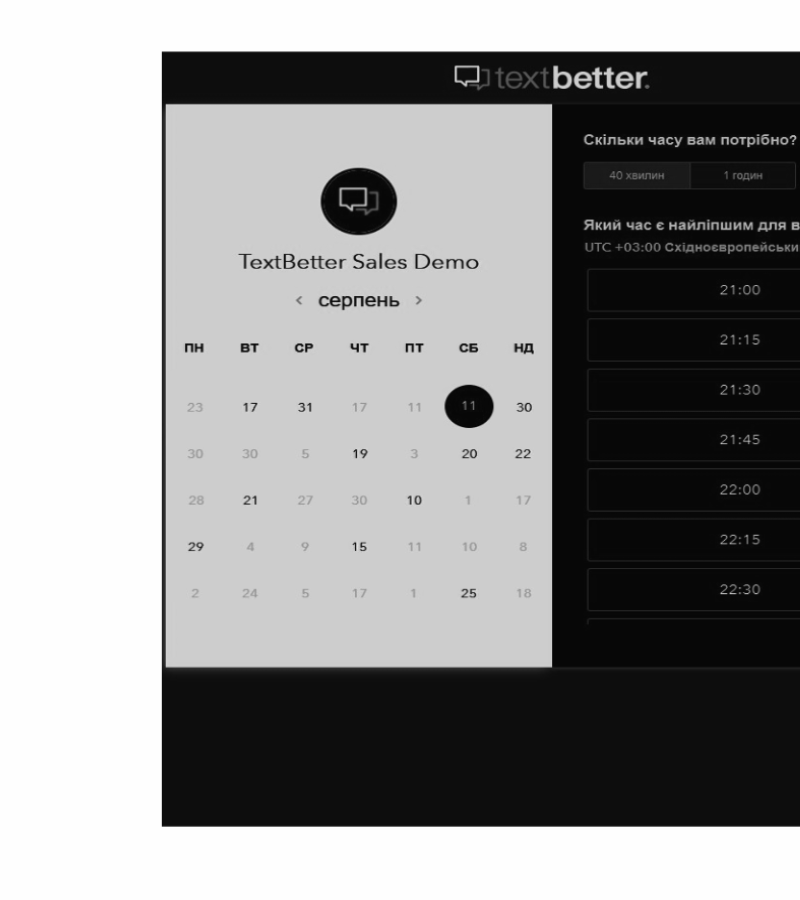 textbetter.
TextBetter Sales Demo
‹ серпень ›
ПН ВТ СР ЧТ ПТ СБ НД
23 17 31 17 11 11 30
30 30 5 19 3 20 22
28 21 27 30 10 1 17
29 4 9 15 11 10 8
2 24 5 17 1 25 18
Скільки часу вам потрібно?
40 хвилин 1 годин
Який час є найліпшим для в
UTC +03:00 Східноєвропейськи
21:00
21:15
21:30
21:45
22:00
22:15
22:30